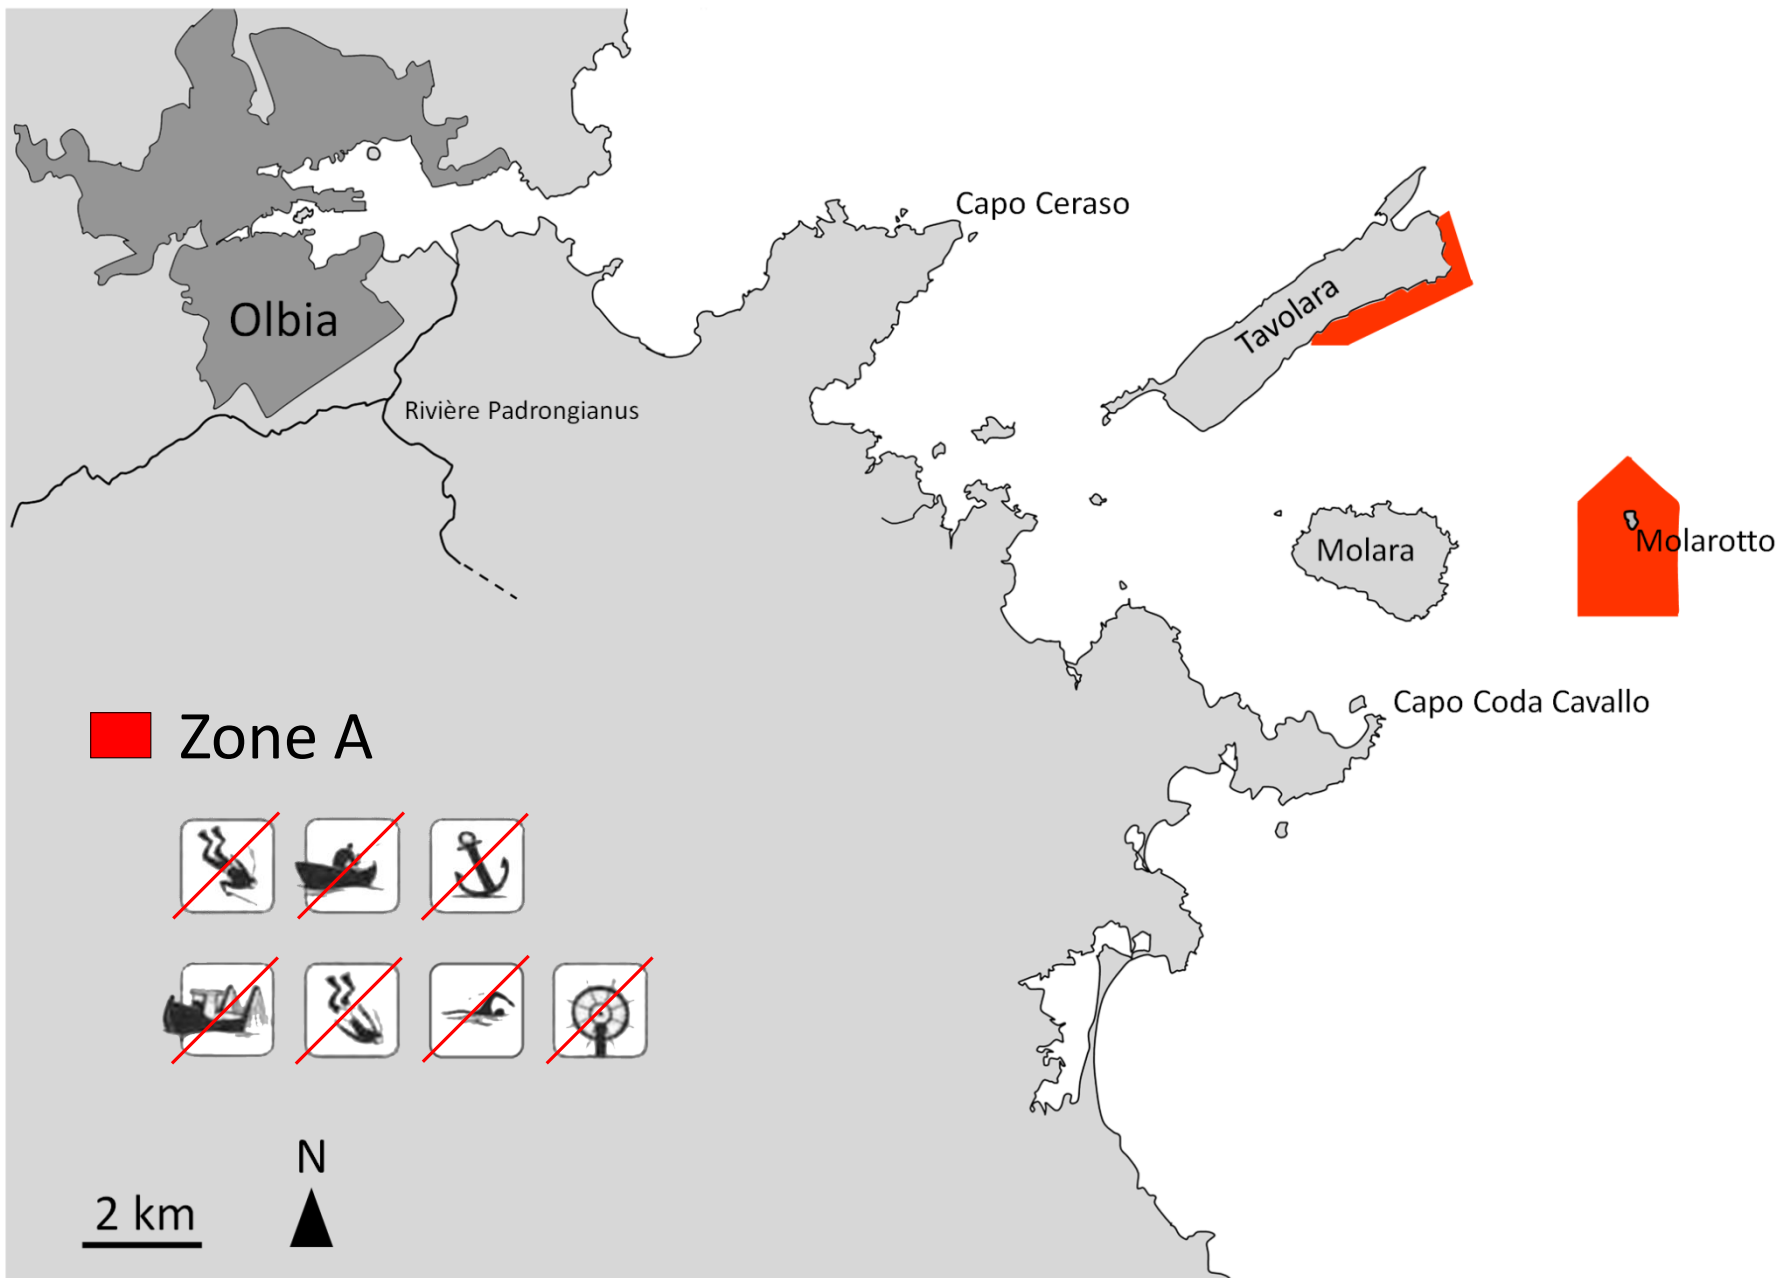 Capo Ceraso
Tavolara
Olbia
Rivière Padrongianus
Molarotto
Molara
Capo Coda Cavallo
Zone A
N
2 km